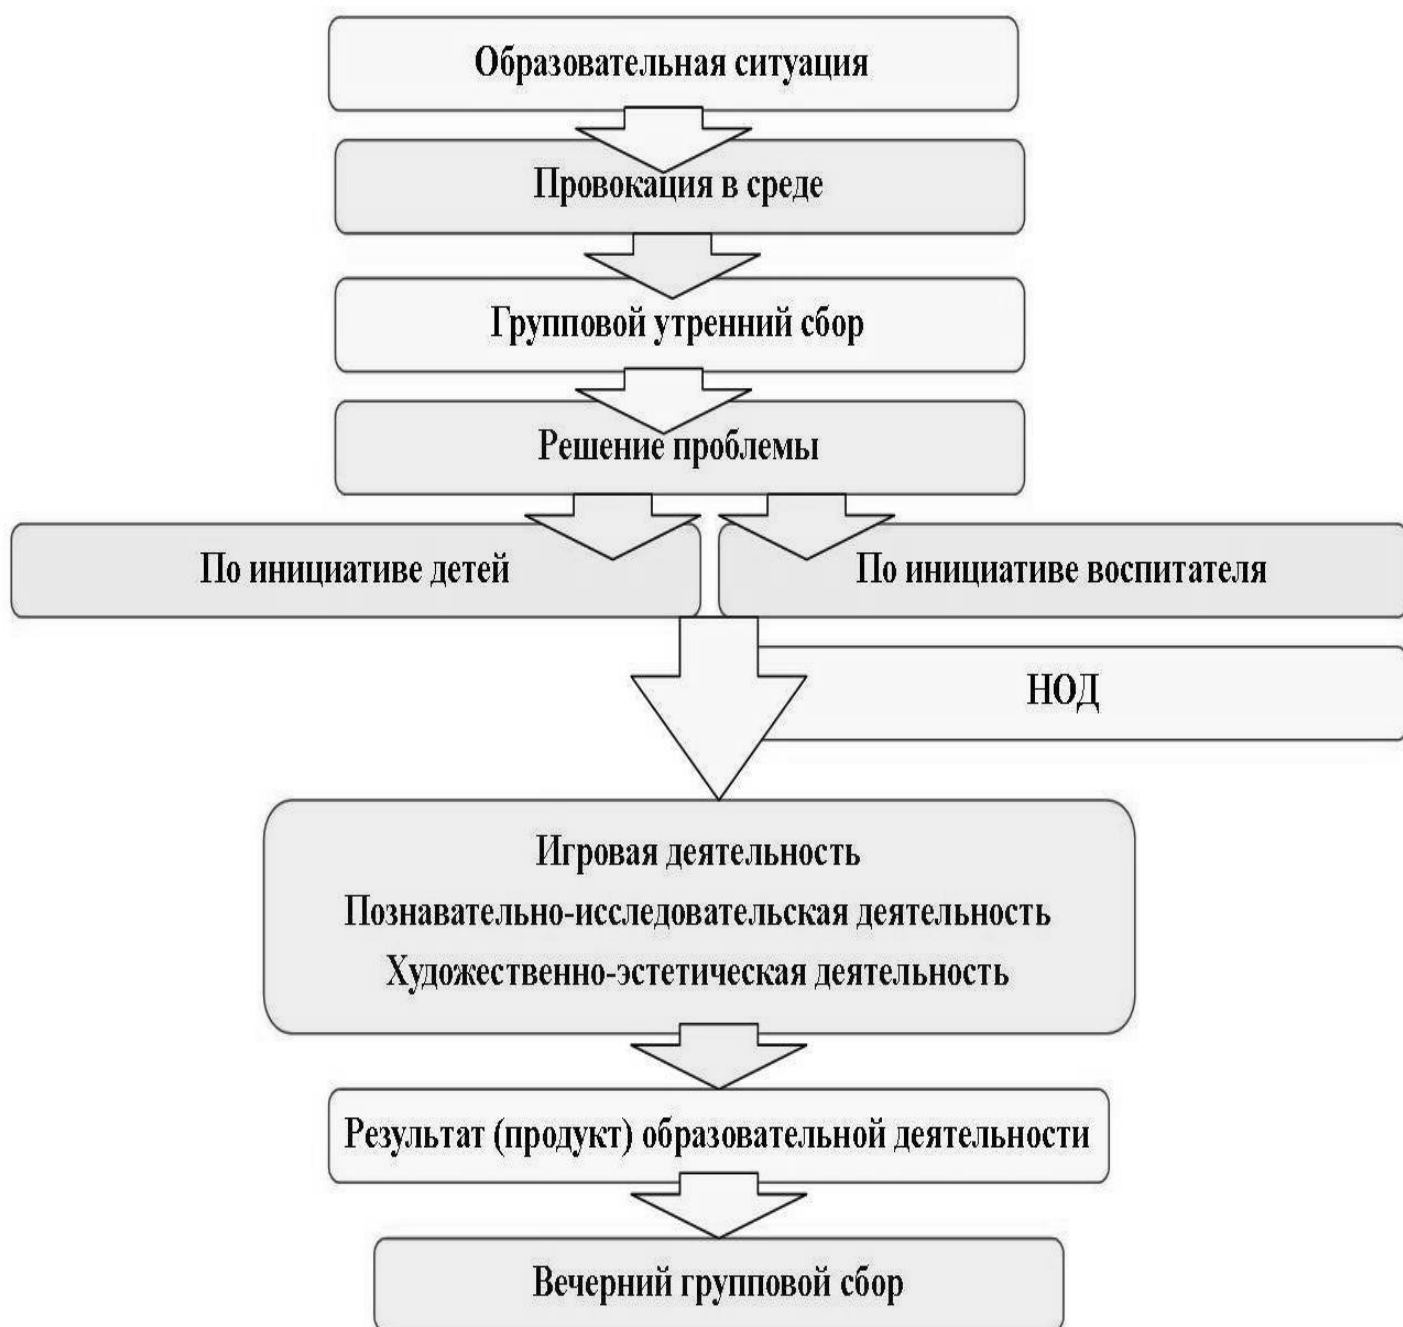 Образовательная ситуация
Провокация в среде
Групповой утренний сбор
Решение проблемы
По инициативе детей
По инициативе воспитателя
НОД
Игровая деятельность
Познавательно-исследовательская деятельность
Художественно-эстетическая деятельность
Результат (продукт) образовательной деятельности
Вечерний групповой сбор